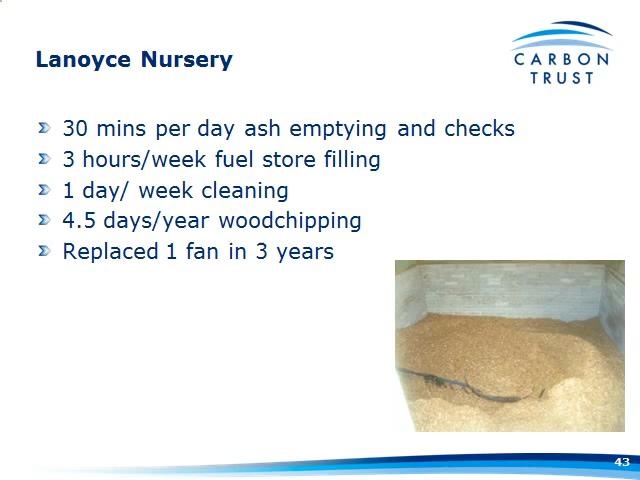 Lanoyce Nursery
CARBON
TRUST
30 mins per day ash emptying and checks
3 hours/week fuel store filling
1 day/ week cleaning
4.5 days/year woodchipping
Replaced 1 fan in 3 years
43